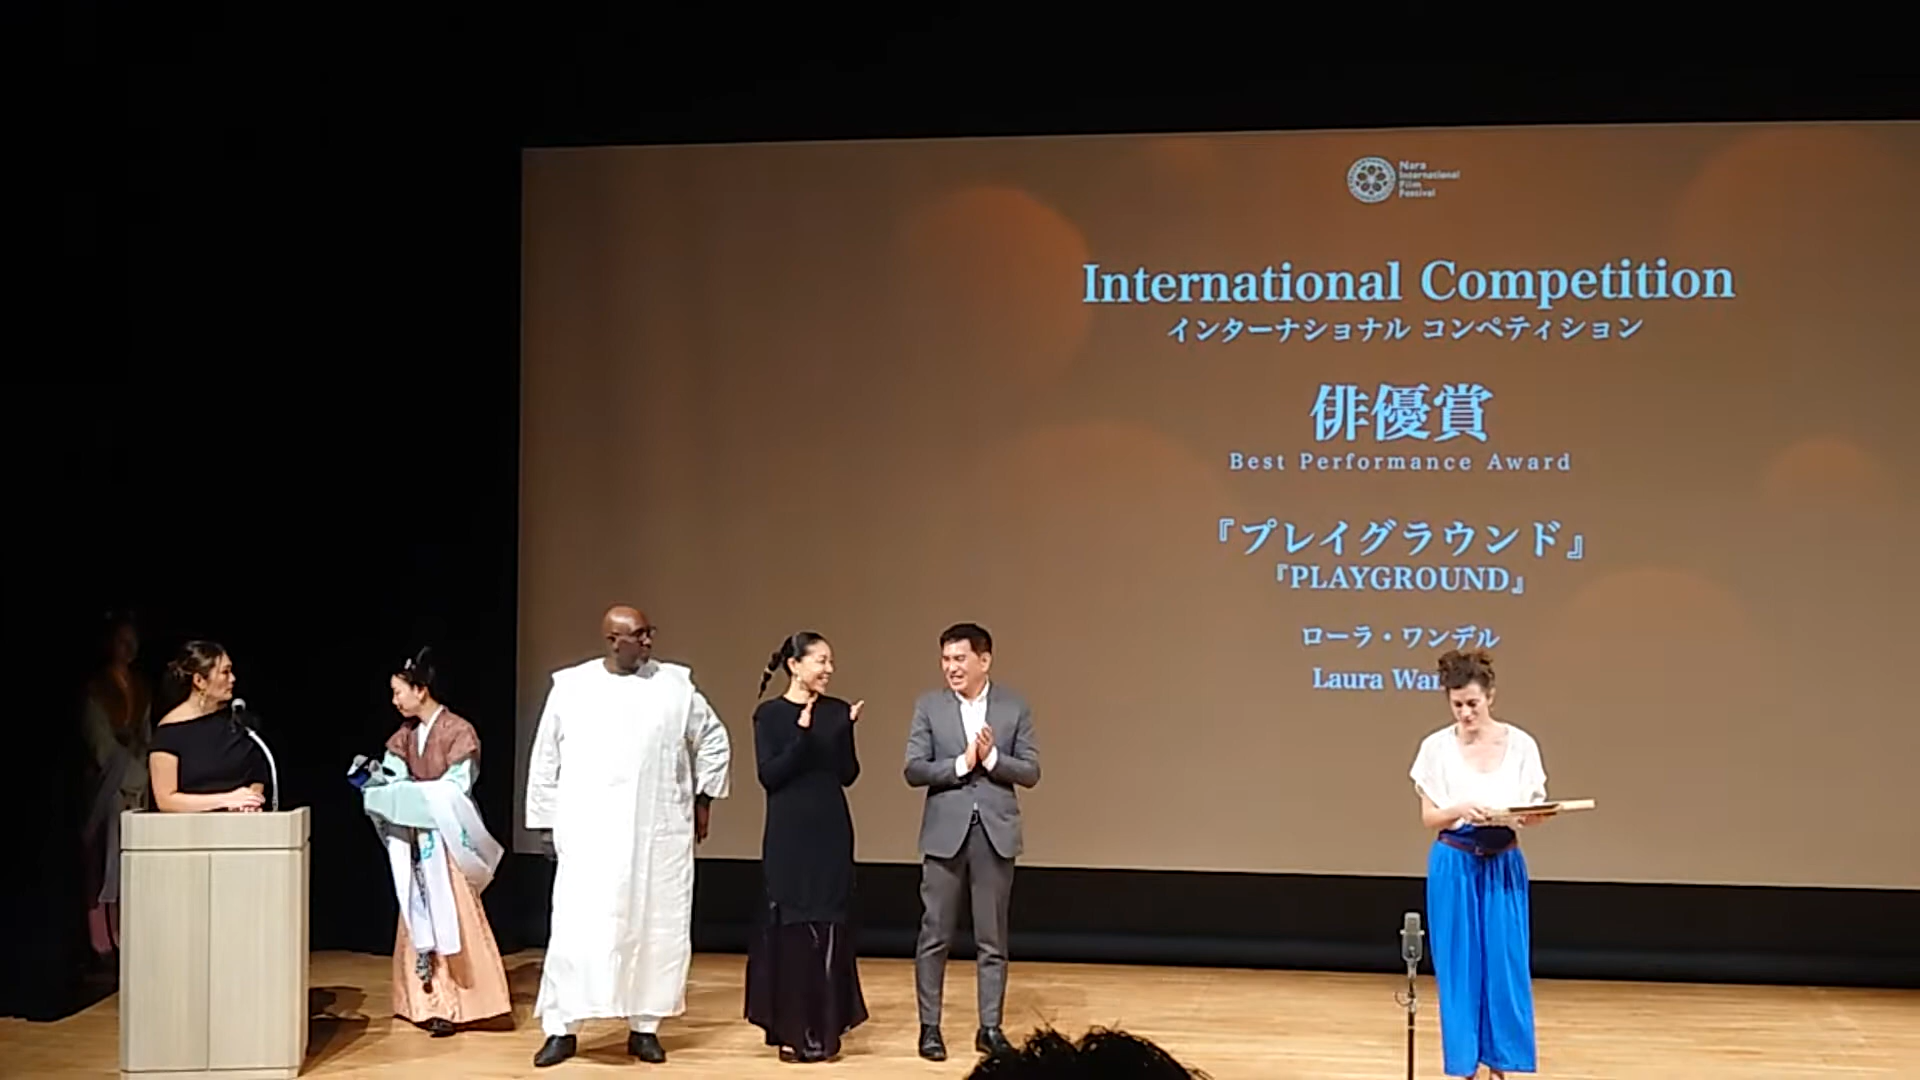 Nara
International
Film
Festival
International Competition
インターナショナル コンペティション
俳優賞
Best Performance Award
『プレイグラウンド』
『PLAYGROUND』
ローラ・ワンデル
Laura